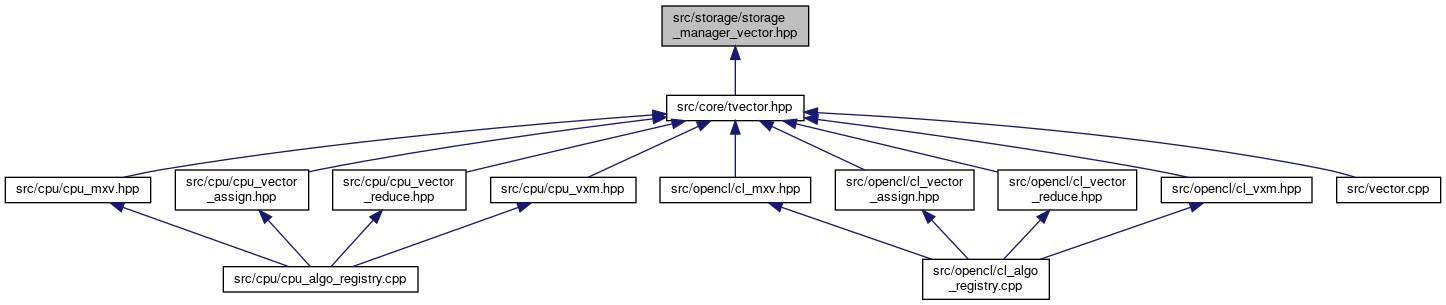 src/storage/storage
_manager_vector.hpp
src/core/tvector.hpp
src/cpu/cpu_mxv.hpp
src/cpu/cpu_vector
_assign.hpp
src/cpu/cpu_vector
_reduce.hpp
src/cpu/cpu_vxm.hpp
src/opencl/cl_mxv.hpp
src/opencl/cl_vector
_assign.hpp
src/opencl/cl_vector
_reduce.hpp
src/opencl/cl_vxm.hpp
src/vector.cpp
src/cpu/cpu_algo_registry.cpp
src/opencl/cl_algo
_registry.cpp